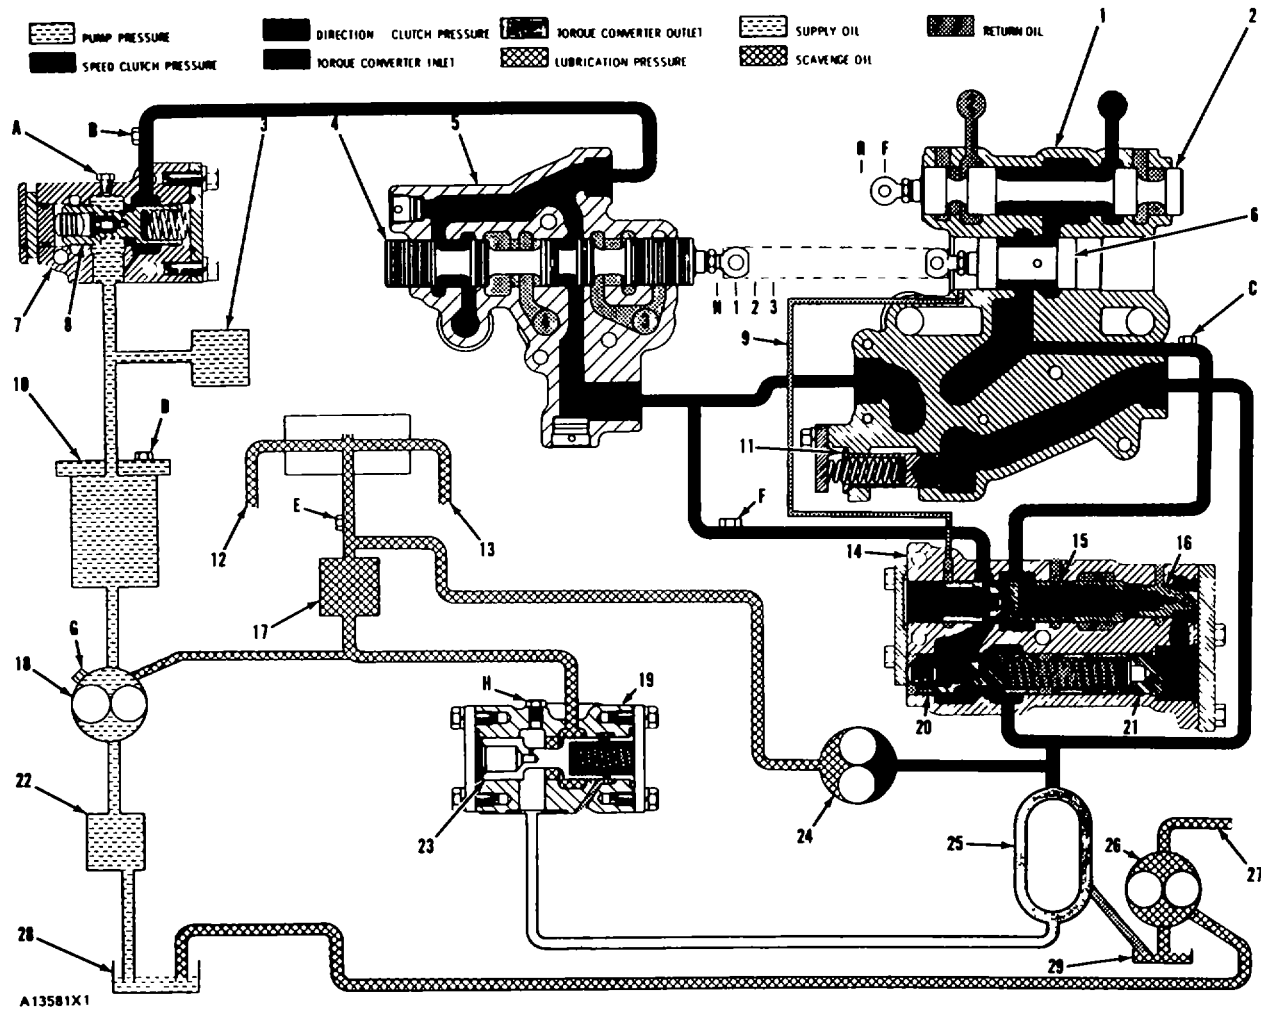 PUMP PRESSURE
SPEED CLUTCH PRESSURE
DIRECTION CLUTCH PRESSURE
TORQUE CONVERTER INLET
TORQUE CONVERTER OUTLET
LUBRICATION PRESSURE
SUPPLY OIL
SCAVENGE OIL
RETURN OIL
1
2
A
B
3
4
5
R F
2
6
7
8
N 1 2 3
C
9
10
D
11
12
E
13
F
14
15
16
17
G
18
H
19
20
21
22
23
24
25
26
27
28
29
A13581X1